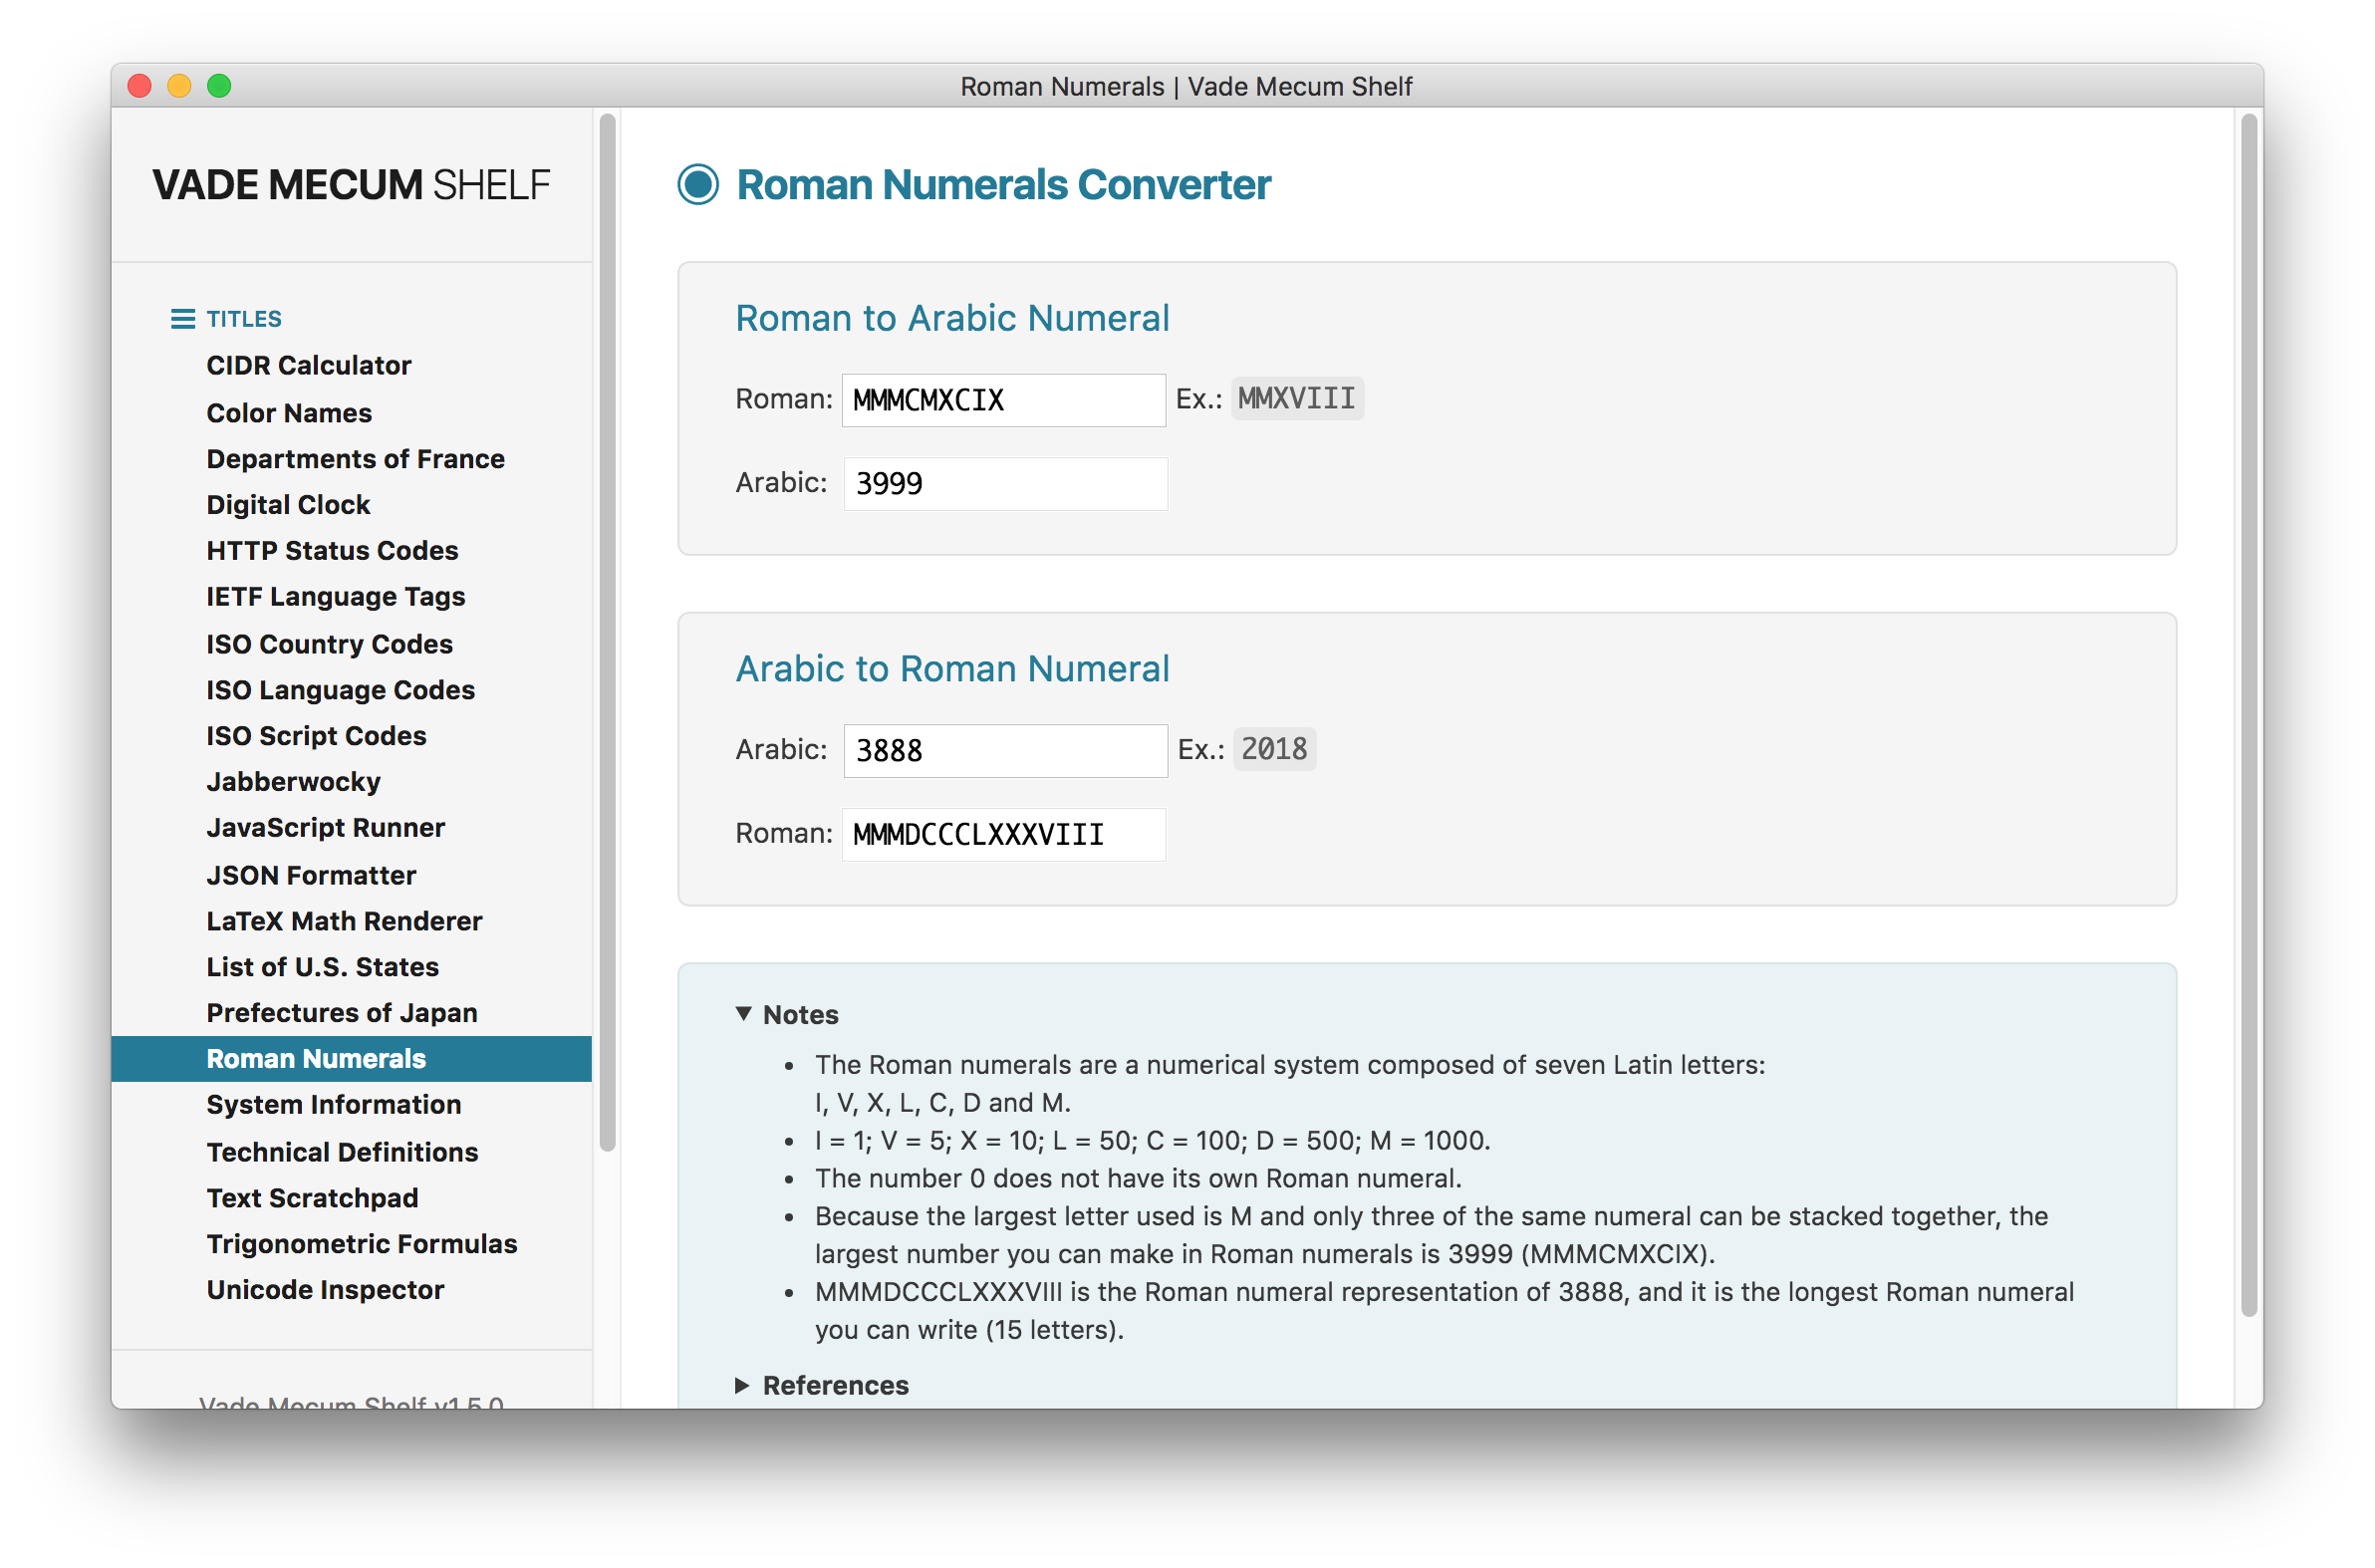 Roman Numerals | Vade Mecum Shelf
VADE MECUM SHELF
TITLES
CIDR Calculator
Color Names
Departments of France
Digital Clock
HTTP Status Codes
IETF Language Tags
ISO Country Codes
ISO Language Codes
ISO Script Codes
Jabberwocky
JavaScript Runner
JSON Formatter
LaTeX Math Renderer
List of U.S. States
Prefectures of Japan
Roman Numerals
System Information
Technical Definitions
Text Scratchpad
Trigonometric Formulas
Unicode Inspector
Vade Mecum Shelf v1.5.0
Roman Numerals Converter
Roman to Arabic Numeral
Roman: MMMCMXCIX Ex.: MMXVIII
Arabic: 3999
Arabic to Roman Numeral
Arabic: 3888 Ex.: 2018
Roman: MMMDCCCLXXXVIII
▼ Notes
• The Roman numerals are a numerical system composed of seven Latin letters:
I, V, X, L, C, D and M.
• I = 1; V = 5; X = 10; L = 50; C = 100; D = 500; M = 1000.
• The number 0 does not have its own Roman numeral.
• Because the largest letter used is M and only three of the same numeral can be stacked together, the
largest number you can make in Roman numerals is 3999 (MMMCMXCIX).
• MMMDCCCLXXXVIII is the Roman numeral representation of 3888, and it is the longest Roman numeral
you can write (15 letters).
▶ References